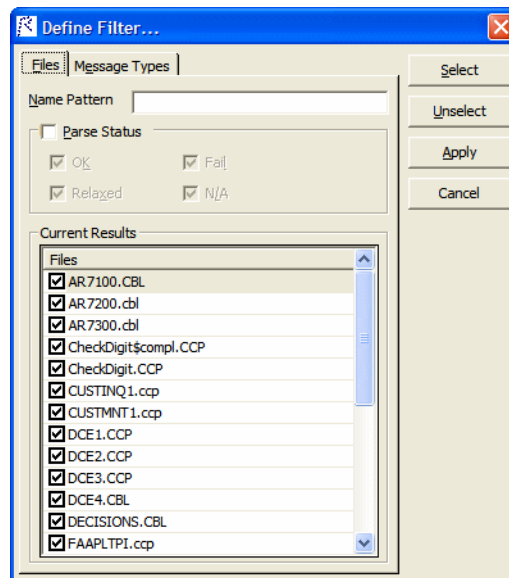 Define Filter...
Files
Message Types
Name Pattern
Parse Status
OK
Fail
Relaxed
N/A
Current Results
Files
AR7100.CBL
AR7200.cbl
AR7300.cbl
CheckDigit$compl.CCP
CheckDigit.CCP
CUSTINQ1.ccp
CUSTMNT1.ccp
DCE1.CCP
DCE2.CCP
DCE3.CCP
DCE4.CBL
DECISIONS.CBL
FAAPLTPI.ccp
Select
Unselect
Apply
Cancel